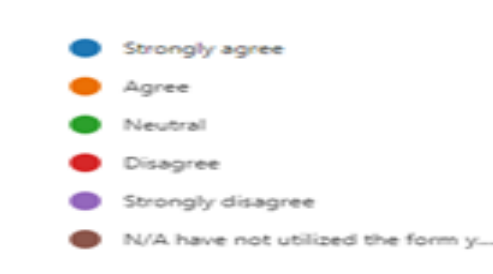 Strongly agree
Agree
Neutral
Disagree
Strongly disagree
N/A have not utilized the form y...